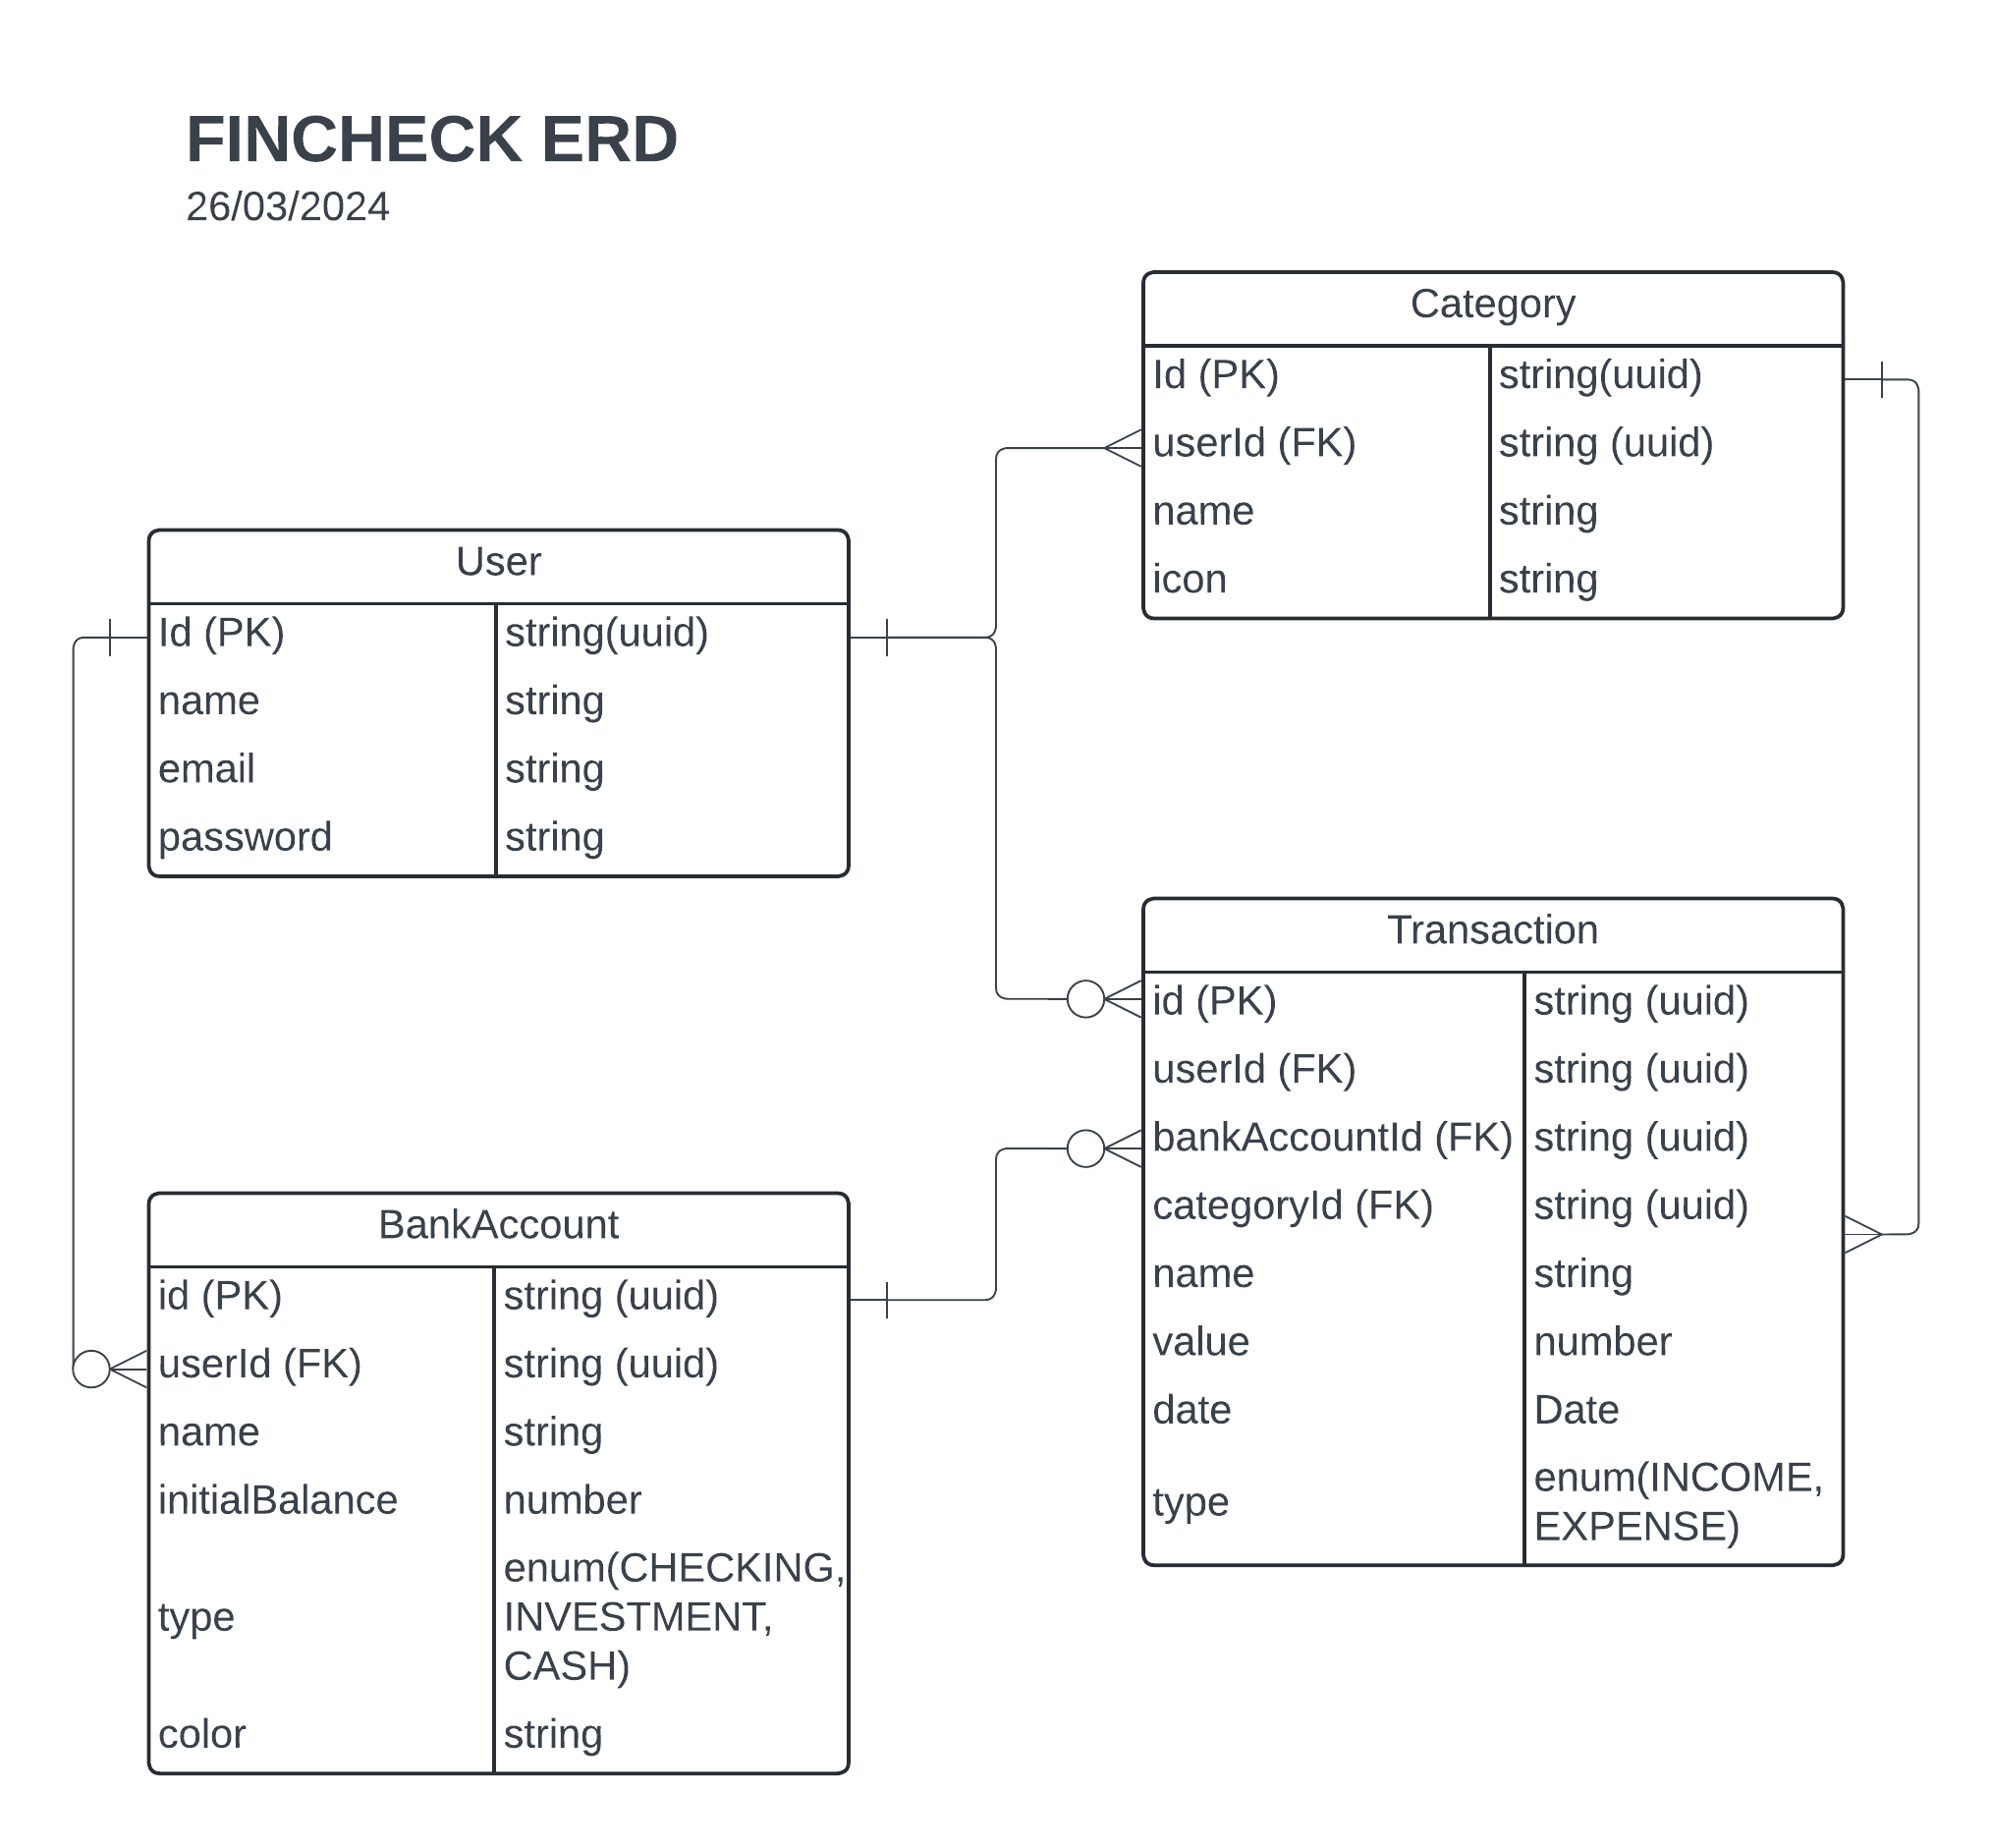 FINCHECK ERD
26/03/2024
Category
Id (PK) string(uuid)
userId (FK) string (uuid)
name string
icon string
User
Id (PK) string(uuid)
name string
email string
password string
Transaction
id (PK) string (uuid)
userId (FK) string (uuid)
bankAccountId (FK) string (uuid)
categoryId (FK) string (uuid)
name string
value number
date Date
type enum(INCOME,
EXPENSE)
BankAccount
id (PK) string (uuid)
userId (FK) string (uuid)
name string
initialBalance number
type enum(CHECKING,
INVESTMENT,
CASH)
color string